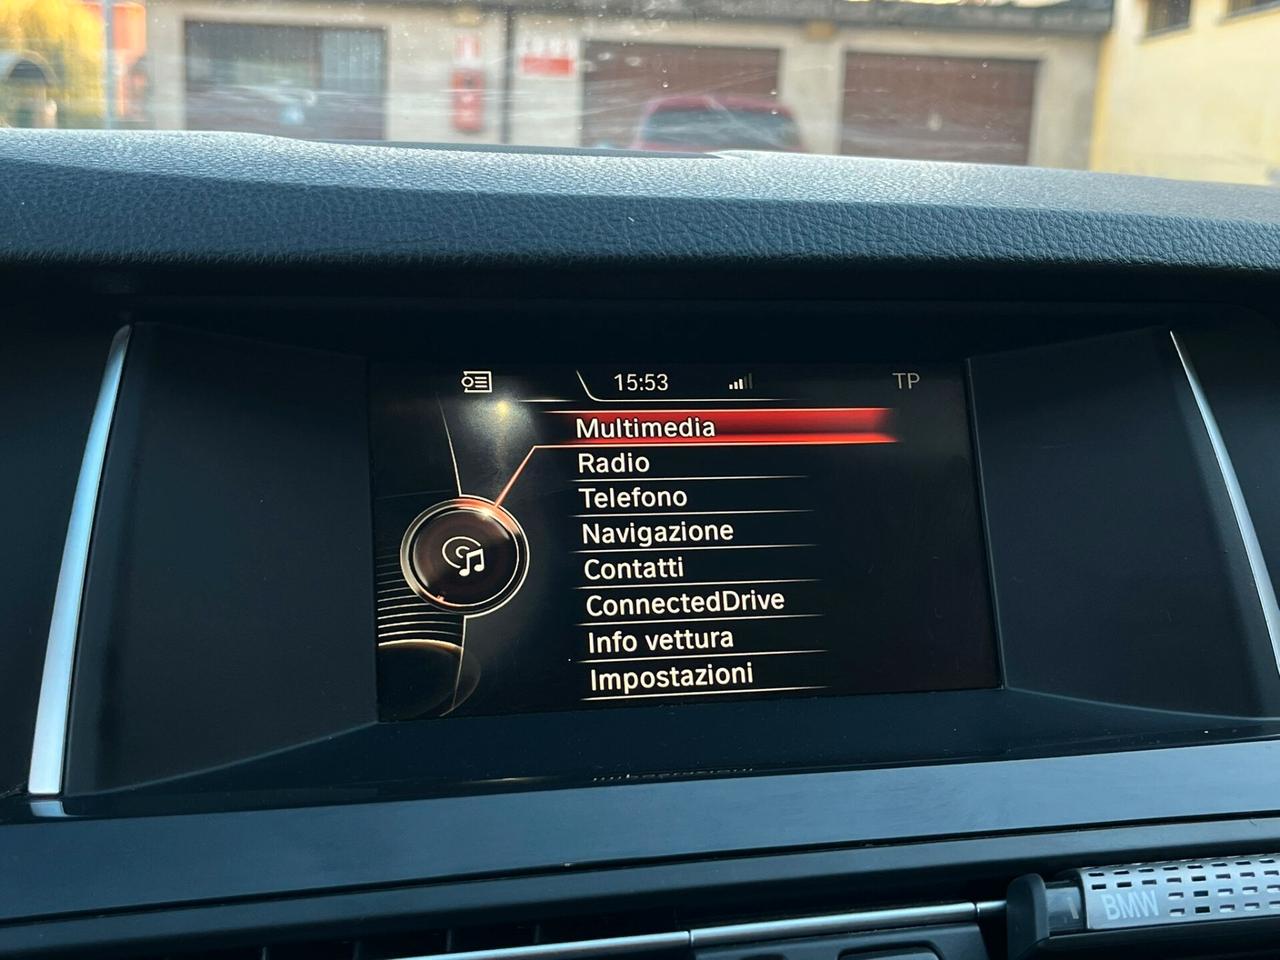 15:53 TP
Multimedia
Radio
Telefono
Navigazione
Contatti
ConnectedDrive
Info vettura
Impostazioni
BMW